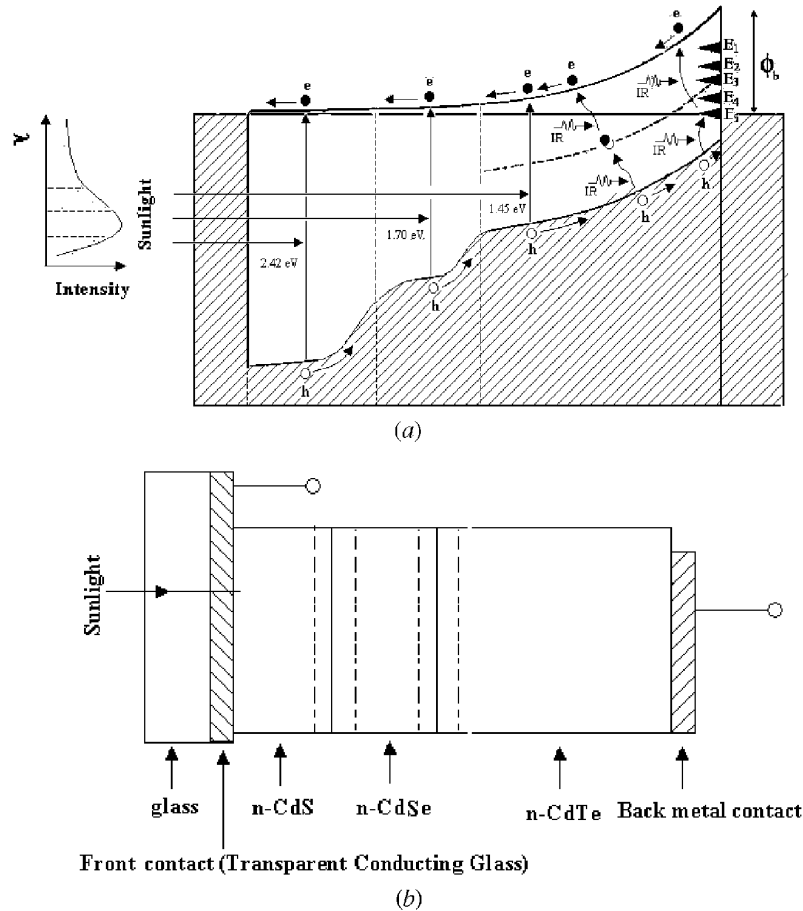 e
e
e
e
e
E₁
E₂
E₃
E₄
E₅
ϕb
IR
IR
IR
IR
λ
Sunlight
Intensity
2.42 eV
1.70 eV.
1.45 eV
h
h
h
h
h
(a)
Sunlight
glass
n-CdS
n-CdSe
n-CdTe
Back metal contact
Front contact (Transparent Conducting Glass)
(b)